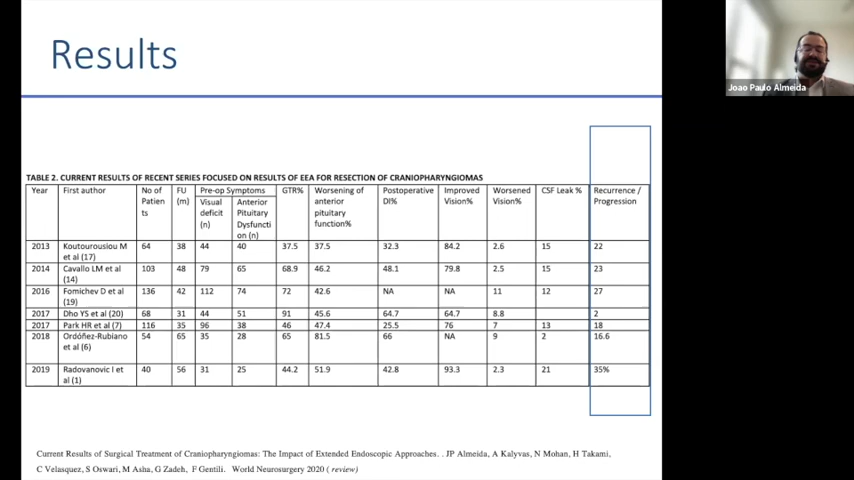 Results
Joao Paulo Almeida
TABLE 2. CURRENT RESULTS OF RECENT SERIES FOCUSED ON RESULTS OF EEA FOR RESECTION OF CRANIOPHARYNGIOMAS
Year First author No of Patien ts FU (m) Pre-op Symptoms Visual deficit (n) Anterior Pituitary Dysfuncti on (n) GTR% Worsening of anterior pituitary function% Postoperative DI% Improved Vision% Worsened Vision% CSF Leak % Recurrence / Progression
2013 Koutourousiou M et al (17) 64 38 44 40 37.5 37.5 32.3 84.2 2.6 15 22
2014 Cavallo LM et al (14) 103 48 79 65 68.9 46.2 48.1 79.8 2.5 15 23
2016 Fomichev D et al (19) 136 42 112 74 72 42.6 NA NA 11 12 27
2017 Dho YS et al (20) 68 31 44 51 91 45.6 64.7 64.7 8.8 2
2017 Park HR et al (7) 116 35 96 38 46 47.4 25.5 76 7 13 18
2018 Ordóñez-Rubiano et al (6) 54 65 35 28 65 81.5 66 NA 9 2 16.6
2019 Radovanovic I et al (1) 40 56 31 25 44.2 51.9 42.8 93.3 2.3 21 35%
Current Results of Surgical Treatment of Craniopharyngiomas: The Impact of Extended Endoscopic Approaches. . JP Almeida, A Kalyvas, N Mohan, H Takami,
C Velasquez, S Oswari, M Asha, G Zadeh, F Gentili. World Neurosurgery 2020 ( review)